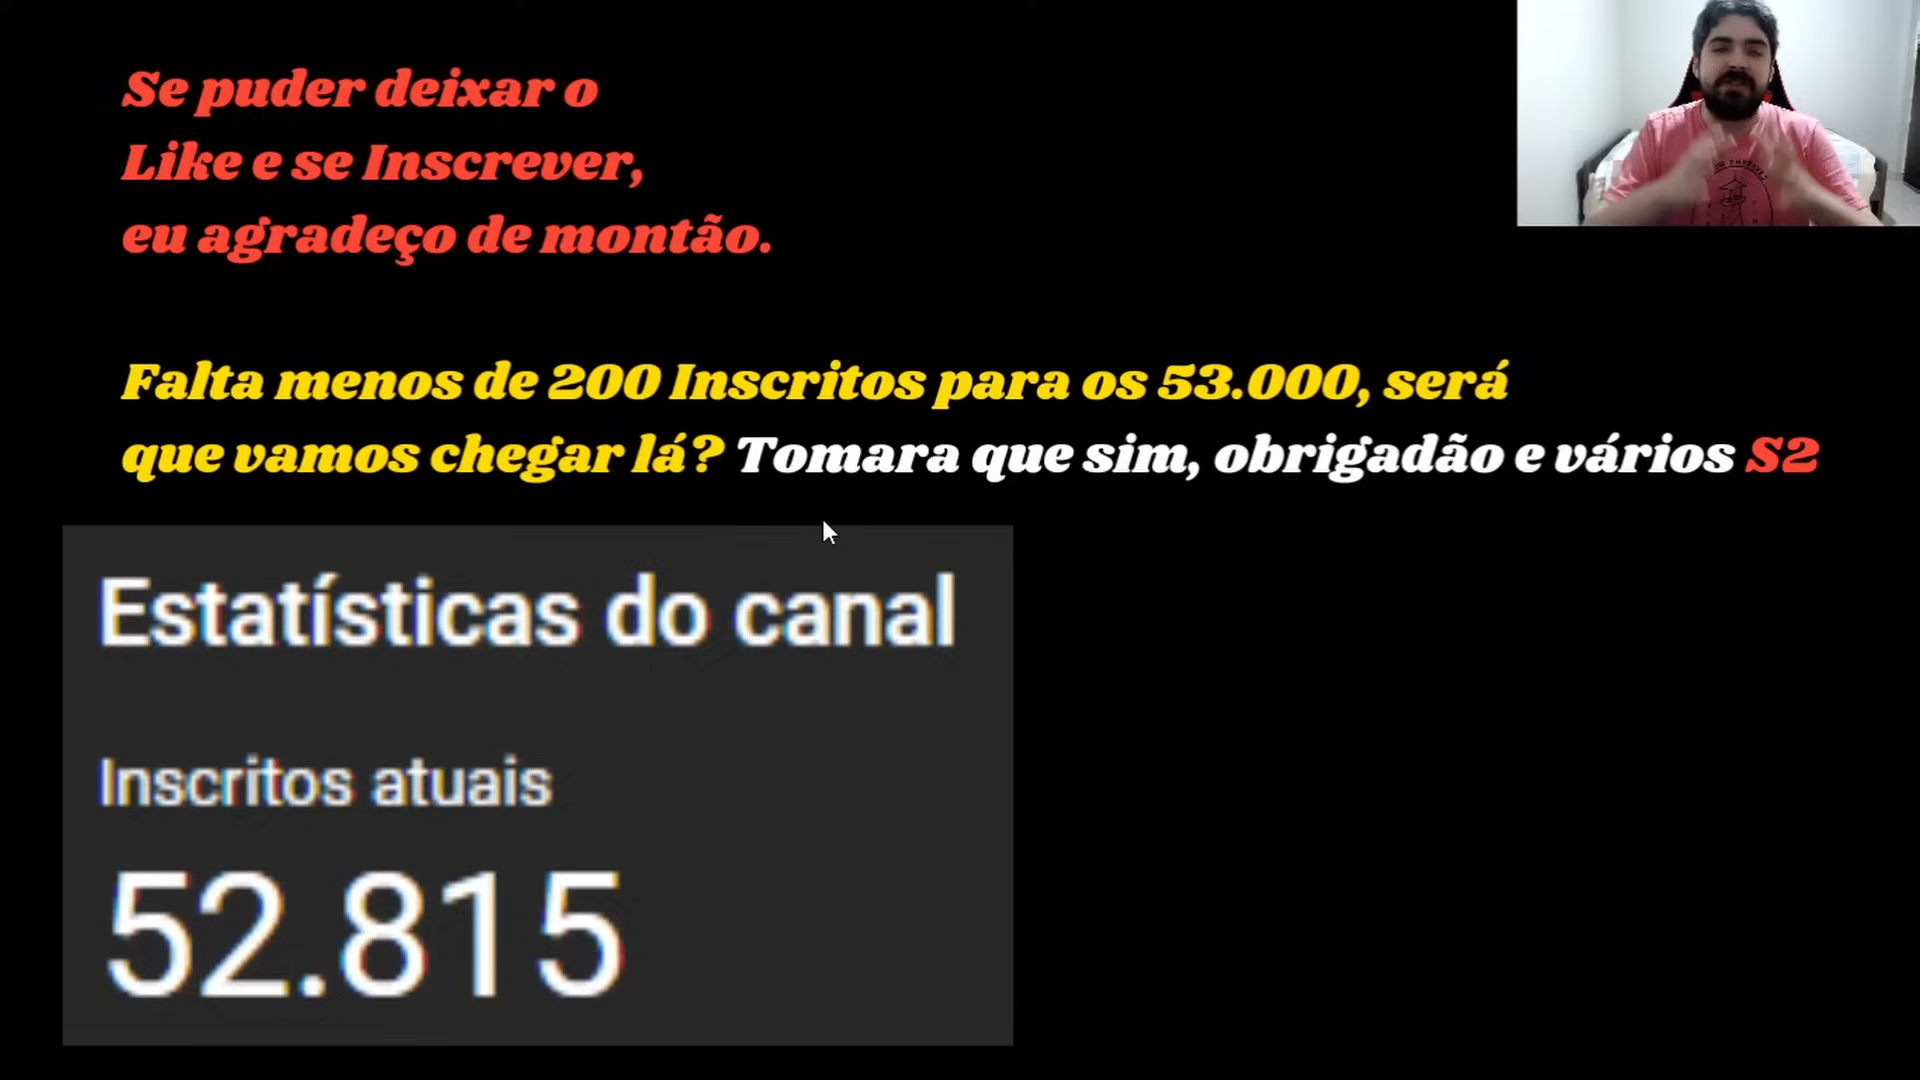 Se puder deixar o
Like e se Inscrever,
eu agradeço de montão.
Falta menos de 200 Inscritos para os 53.000, será
que vamos chegar lá? Tomara que sim, obrigadão e vários S2
Estatísticas do canal
Inscritos atuais
52.815